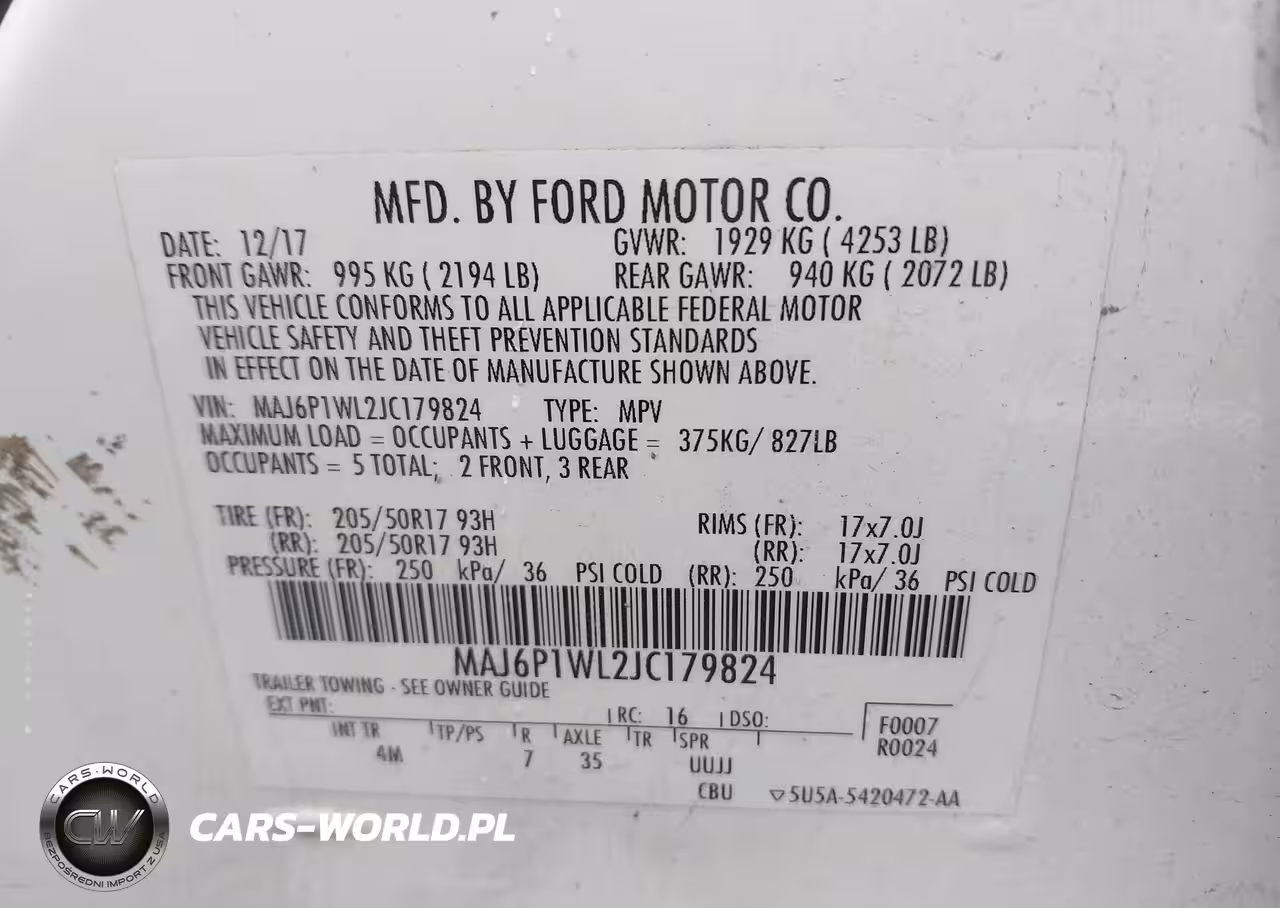 MFD. BY FORD MOTOR CO.
DATE: 12/17 GVWR: 1929 KG ( 4253 LB)
FRONT GAWR: 995 KG ( 2194 LB) REAR GAWR: 940 KG ( 2072 LB)
THIS VEHICLE CONFORMS TO ALL APPLICABLE FEDERAL MOTOR
VEHICLE SAFETY AND THEFT PREVENTION STANDARDS
IN EFFECT ON THE DATE OF MANUFACTURE SHOWN ABOVE.
VIN: MAJ6P1WL2JC179824 TYPE: MPV
MAXIMUM LOAD = OCCUPANTS + LUGGAGE = 375KG/ 827LB
OCCUPANTS = 5 TOTAL; 2 FRONT, 3 REAR
TIRE (FR): 205/50R17 93H RIMS (FR): 17x7.0J
(RR): 205/50R17 93H (RR): 17x7.0J
PRESSURE (FR): 250 kPa/ 36 PSI COLD (RR): 250 kPa/ 36 PSI COLD
MAJ6P1WL2JC179824
TRAILER TOWING - SEE OWNER GUIDE
EXT PNT: RC: 16 DSO: F0007
R0024
INT TR TP/PS R AXLE TR SPR
4M 7 35 UUJJ
CBU ▽5U5A-5420472-AA
CARS-WORLD
CW
BEZPOŚREDNI IMPORT Z USA
CARS-WORLD.PL